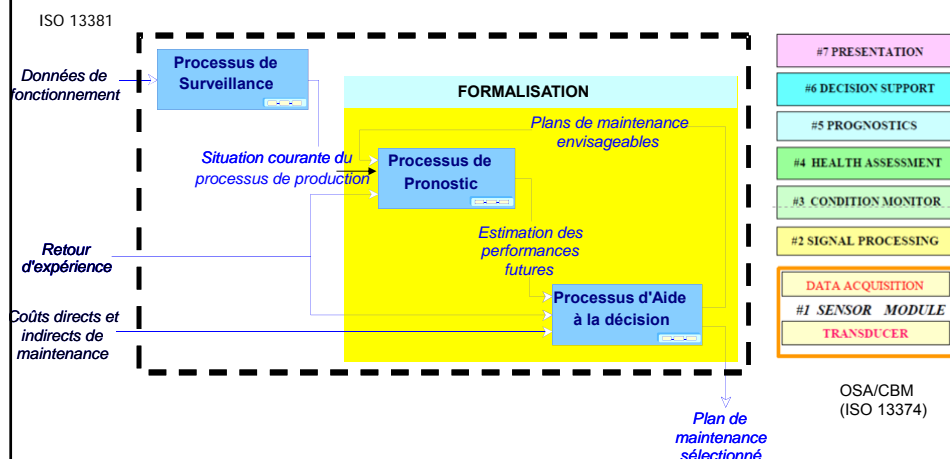 ISO 13381
Données de
fonctionnement
Processus de
Surveillance
FORMALISATION
Plans de maintenance
envisageables
Situation courante du
processus de production
Processus de
Pronostic
Estimation des
performances
futures
Retour
d'expérience
Processus d'Aide
à la décision
Coûts directs et
indirects de
maintenance
Plan de
maintenance
sélectionné
#7 PRESENTATION
#6 DECISION SUPPORT
#5 PROGNOSTICS
#4 HEALTH ASSESSMENT
#3 CONDITION MONITOR
#2 SIGNAL PROCESSING
DATA ACQUISITION
#1 SENSOR MODULE
TRANSDUCER
OSA/CBM
(ISO 13374)